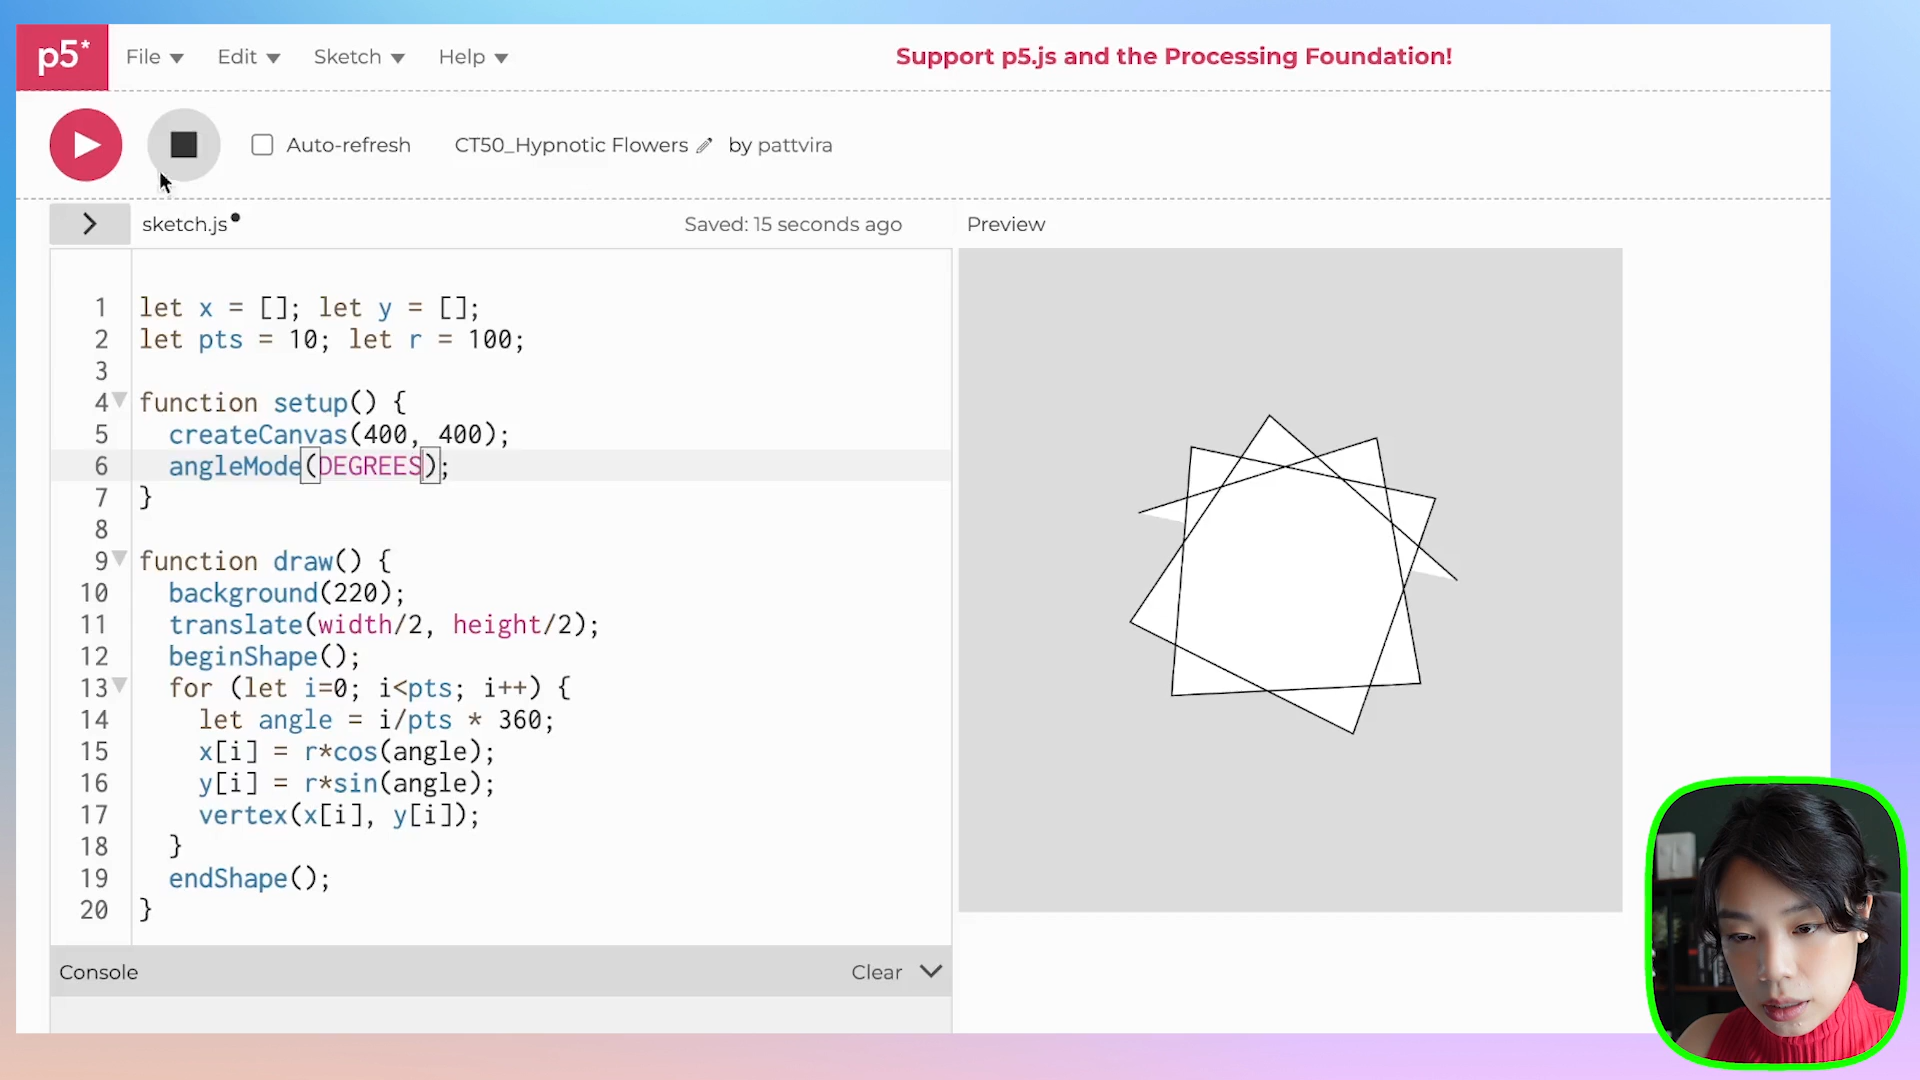 p5*
File Edit Sketch Help Support p5.js and the Processing Foundation!
Auto-refresh CT50_Hypnotic Flowers by pattvira
sketch.js• Saved: 15 seconds ago Preview
1 let x = []; let y = [];
2 let pts = 10; let r = 100;
3
4 function setup() {
5 createCanvas(400, 400);
6 angleMode(DEGREES);
7 }
8
9 function draw() {
10 background(220);
11 translate(width/2, height/2);
12 beginShape();
13 for (let i=0; i<pts; i++) {
14 let angle = i/pts * 360;
15 x[i] = r*cos(angle);
16 y[i] = r*sin(angle);
17 vertex(x[i], y[i]);
18 }
19 endShape();
20 }
Console Clear